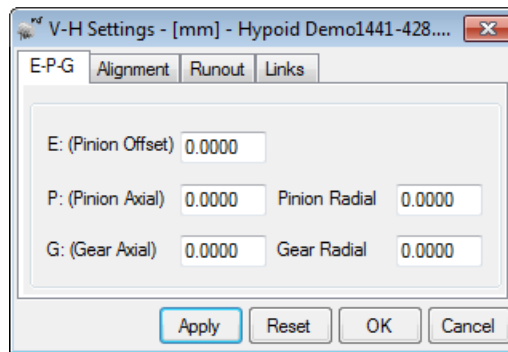 V-H Settings - [mm] - Hypoid Demo1441-428....
E-P-G Alignment Runout Links
E: (Pinion Offset) 0.0000
P: (Pinion Axial) 0.0000 Pinion Radial 0.0000
G: (Gear Axial) 0.0000 Gear Radial 0.0000
Apply Reset OK Cancel